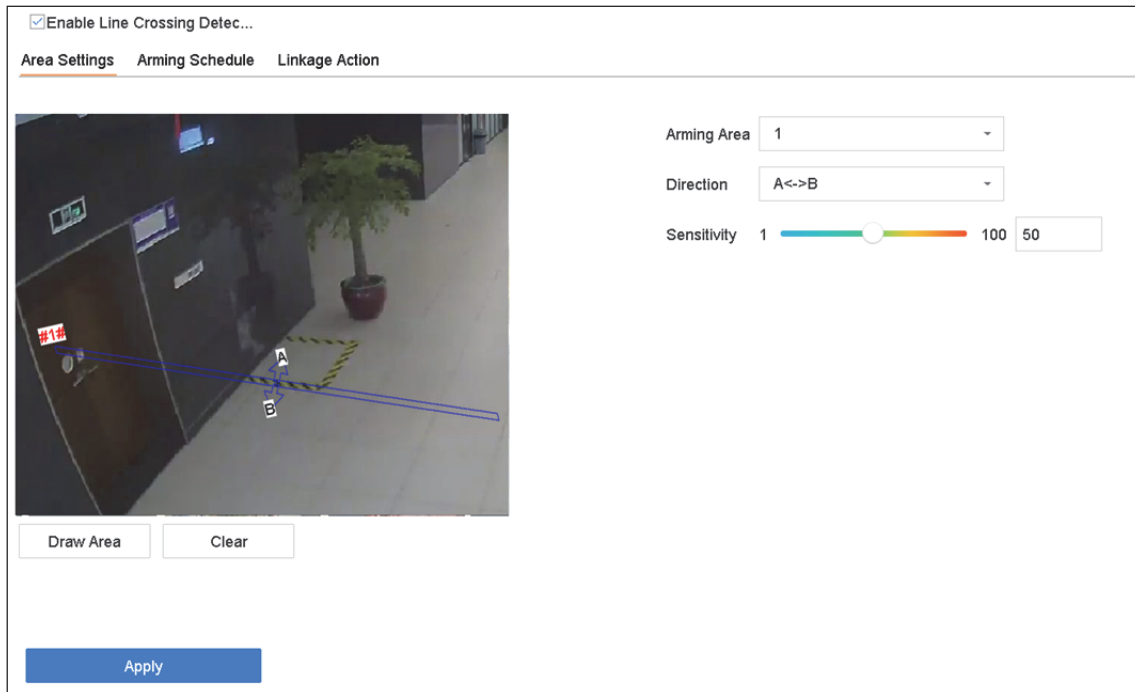 Enable Line Crossing Detec...
Area Settings Arming Schedule Linkage Action
Arming Area 1
Direction A<->B
Sensitivity 1 100 50
#1#
A
B
Draw Area Clear
Apply